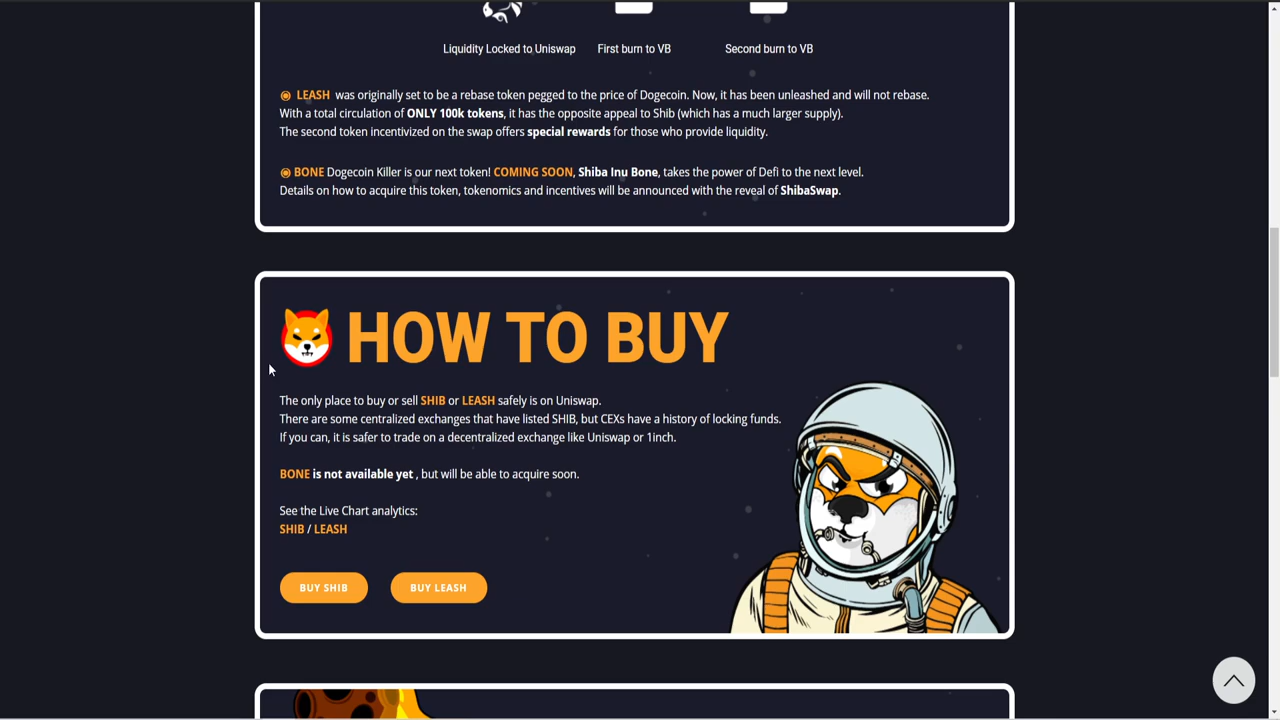 Liquidity Locked to Uniswap First burn to VB Second burn to VB
LEASH was originally set to be a rebase token pegged to the price of Dogecoin. Now, it has been unleashed and will not rebase.
With a total circulation of ONLY 100k tokens, it has the opposite appeal to Shib (which has a much larger supply).
The second token incentivized on the swap offers special rewards for those who provide liquidity.
BONE Dogecoin Killer is our next token! COMING SOON, Shiba Inu Bone, takes the power of Defi to the next level.
Details on how to acquire this token, tokenomics and incentives will be announced with the reveal of ShibaSwap.
HOW TO BUY
The only place to buy or sell SHIB or LEASH safely is on Uniswap.
There are some centralized exchanges that have listed SHIB, but CEXs have a history of locking funds.
If you can, it is safer to trade on a decentralized exchange like Uniswap or 1inch.
BONE is not available yet , but will be able to acquire soon.
See the Live Chart analytics:
SHIB / LEASH
BUY SHIB BUY LEASH